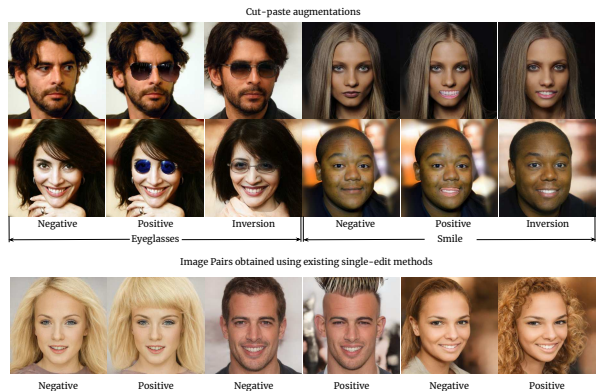 Cut-paste augmentations
Negative Positive Inversion Negative Positive Inversion
Eyeglasses Smile
Image Pairs obtained using existing single-edit methods
Negative Positive Negative Positive Negative Positive